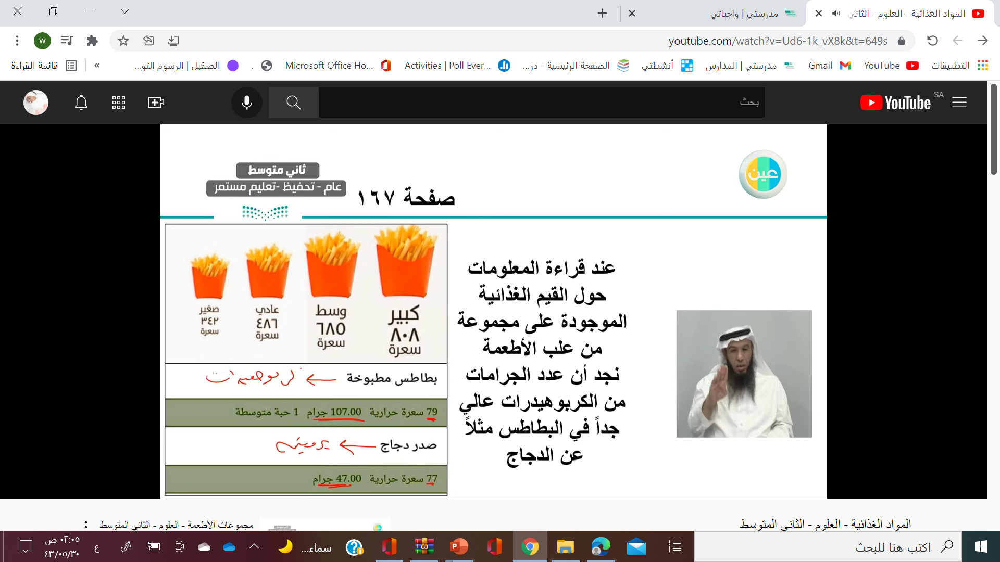 المواد الغذائية - العلوم - الثاني
مدرستي | واجباتي
youtube.com/watch?v=Ud6-1k_vX8k&t=649s
W
التطبيقات
YouTube
Gmail
مدرستي | المدارس
أنشطتي
الصفحة الرئيسية - در...
Activities | Poll Ever...
Microsoft Office Ho...
.
الصقيل | الرسوم التو...
»
قائمة القراءة
YouTube SA
بحث
عين
ثاني متوسط
عام - تحفيظ -تعليم مستمر
صفحة ١٦٧
كبير
٨٠٨
سعرة
وسط
٦٨٥
سعرة
عادي
٤٨٦
سعرة
صغير
٣٤٢
سعرة
بطاطس مطبوخة
79 سعرة حرارية 107.00 جرام 1 حبة متوسطة
صدر دجاج
77 سعرة حرارية 47.00 جرام
عند قراءة المعلومات
حول القيم الغذائية
الموجودة على مجموعة
من علب الأطعمة
نجد أن عدد الجرامات
من الكربوهيدرات عالي
جداً في البطاطس مثلاً
عن الدجاج
المواد الغذائية - العلوم - الثاني المتوسط
مجموعات الأطعمة - العلوم - الثاني المتوسط
اكتب هنا للبحث
سماء...
ع
٠٢:٠٥ ص
٤٣/٠٥/٣٠